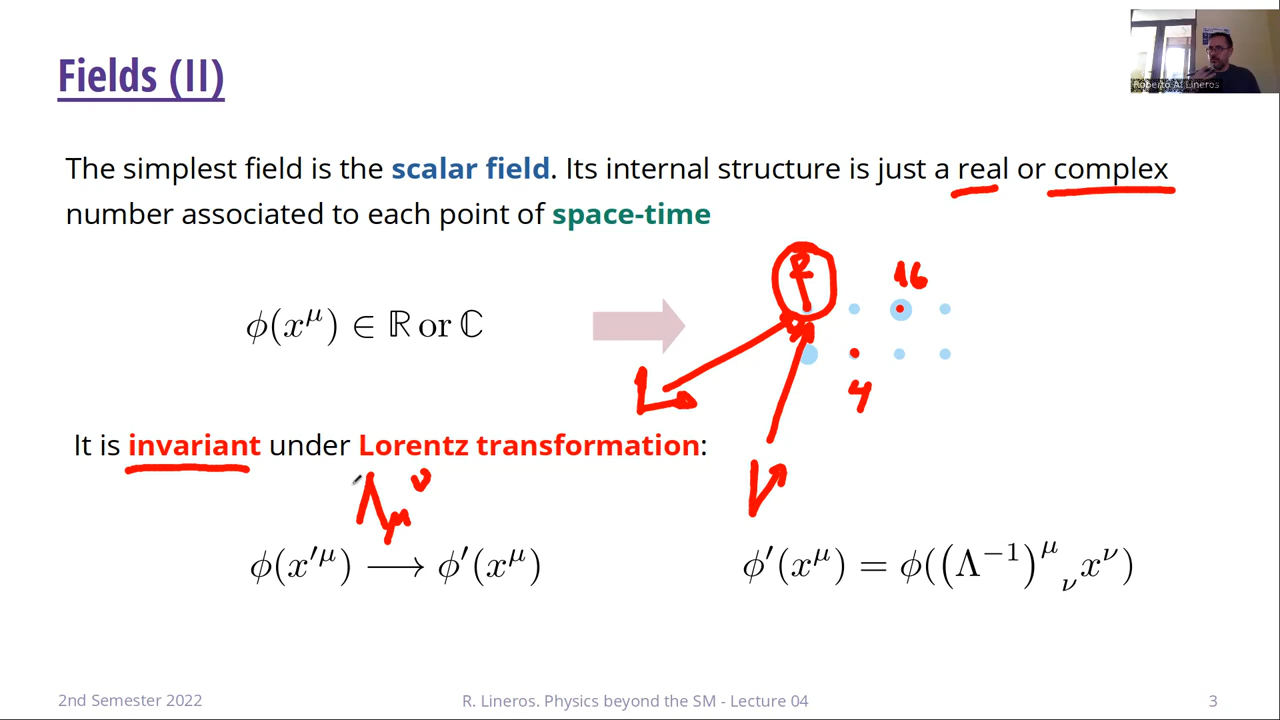 Fields (II)
Roberto A. Lineros
The simplest field is the scalar field. Its internal structure is just a real or complex
number associated to each point of space-time
16
ϕ(x^μ) ∈ ℝ or ℂ
4
It is invariant under Lorentz transformation:
Λ_μ^ν
ϕ(x'^μ) ⟶ ϕ'(x^μ) ϕ'(x^μ) = ϕ((Λ^{-1})^μ_ν x^ν)
2nd Semester 2022 R. Lineros. Physics beyond the SM - Lecture 04 3